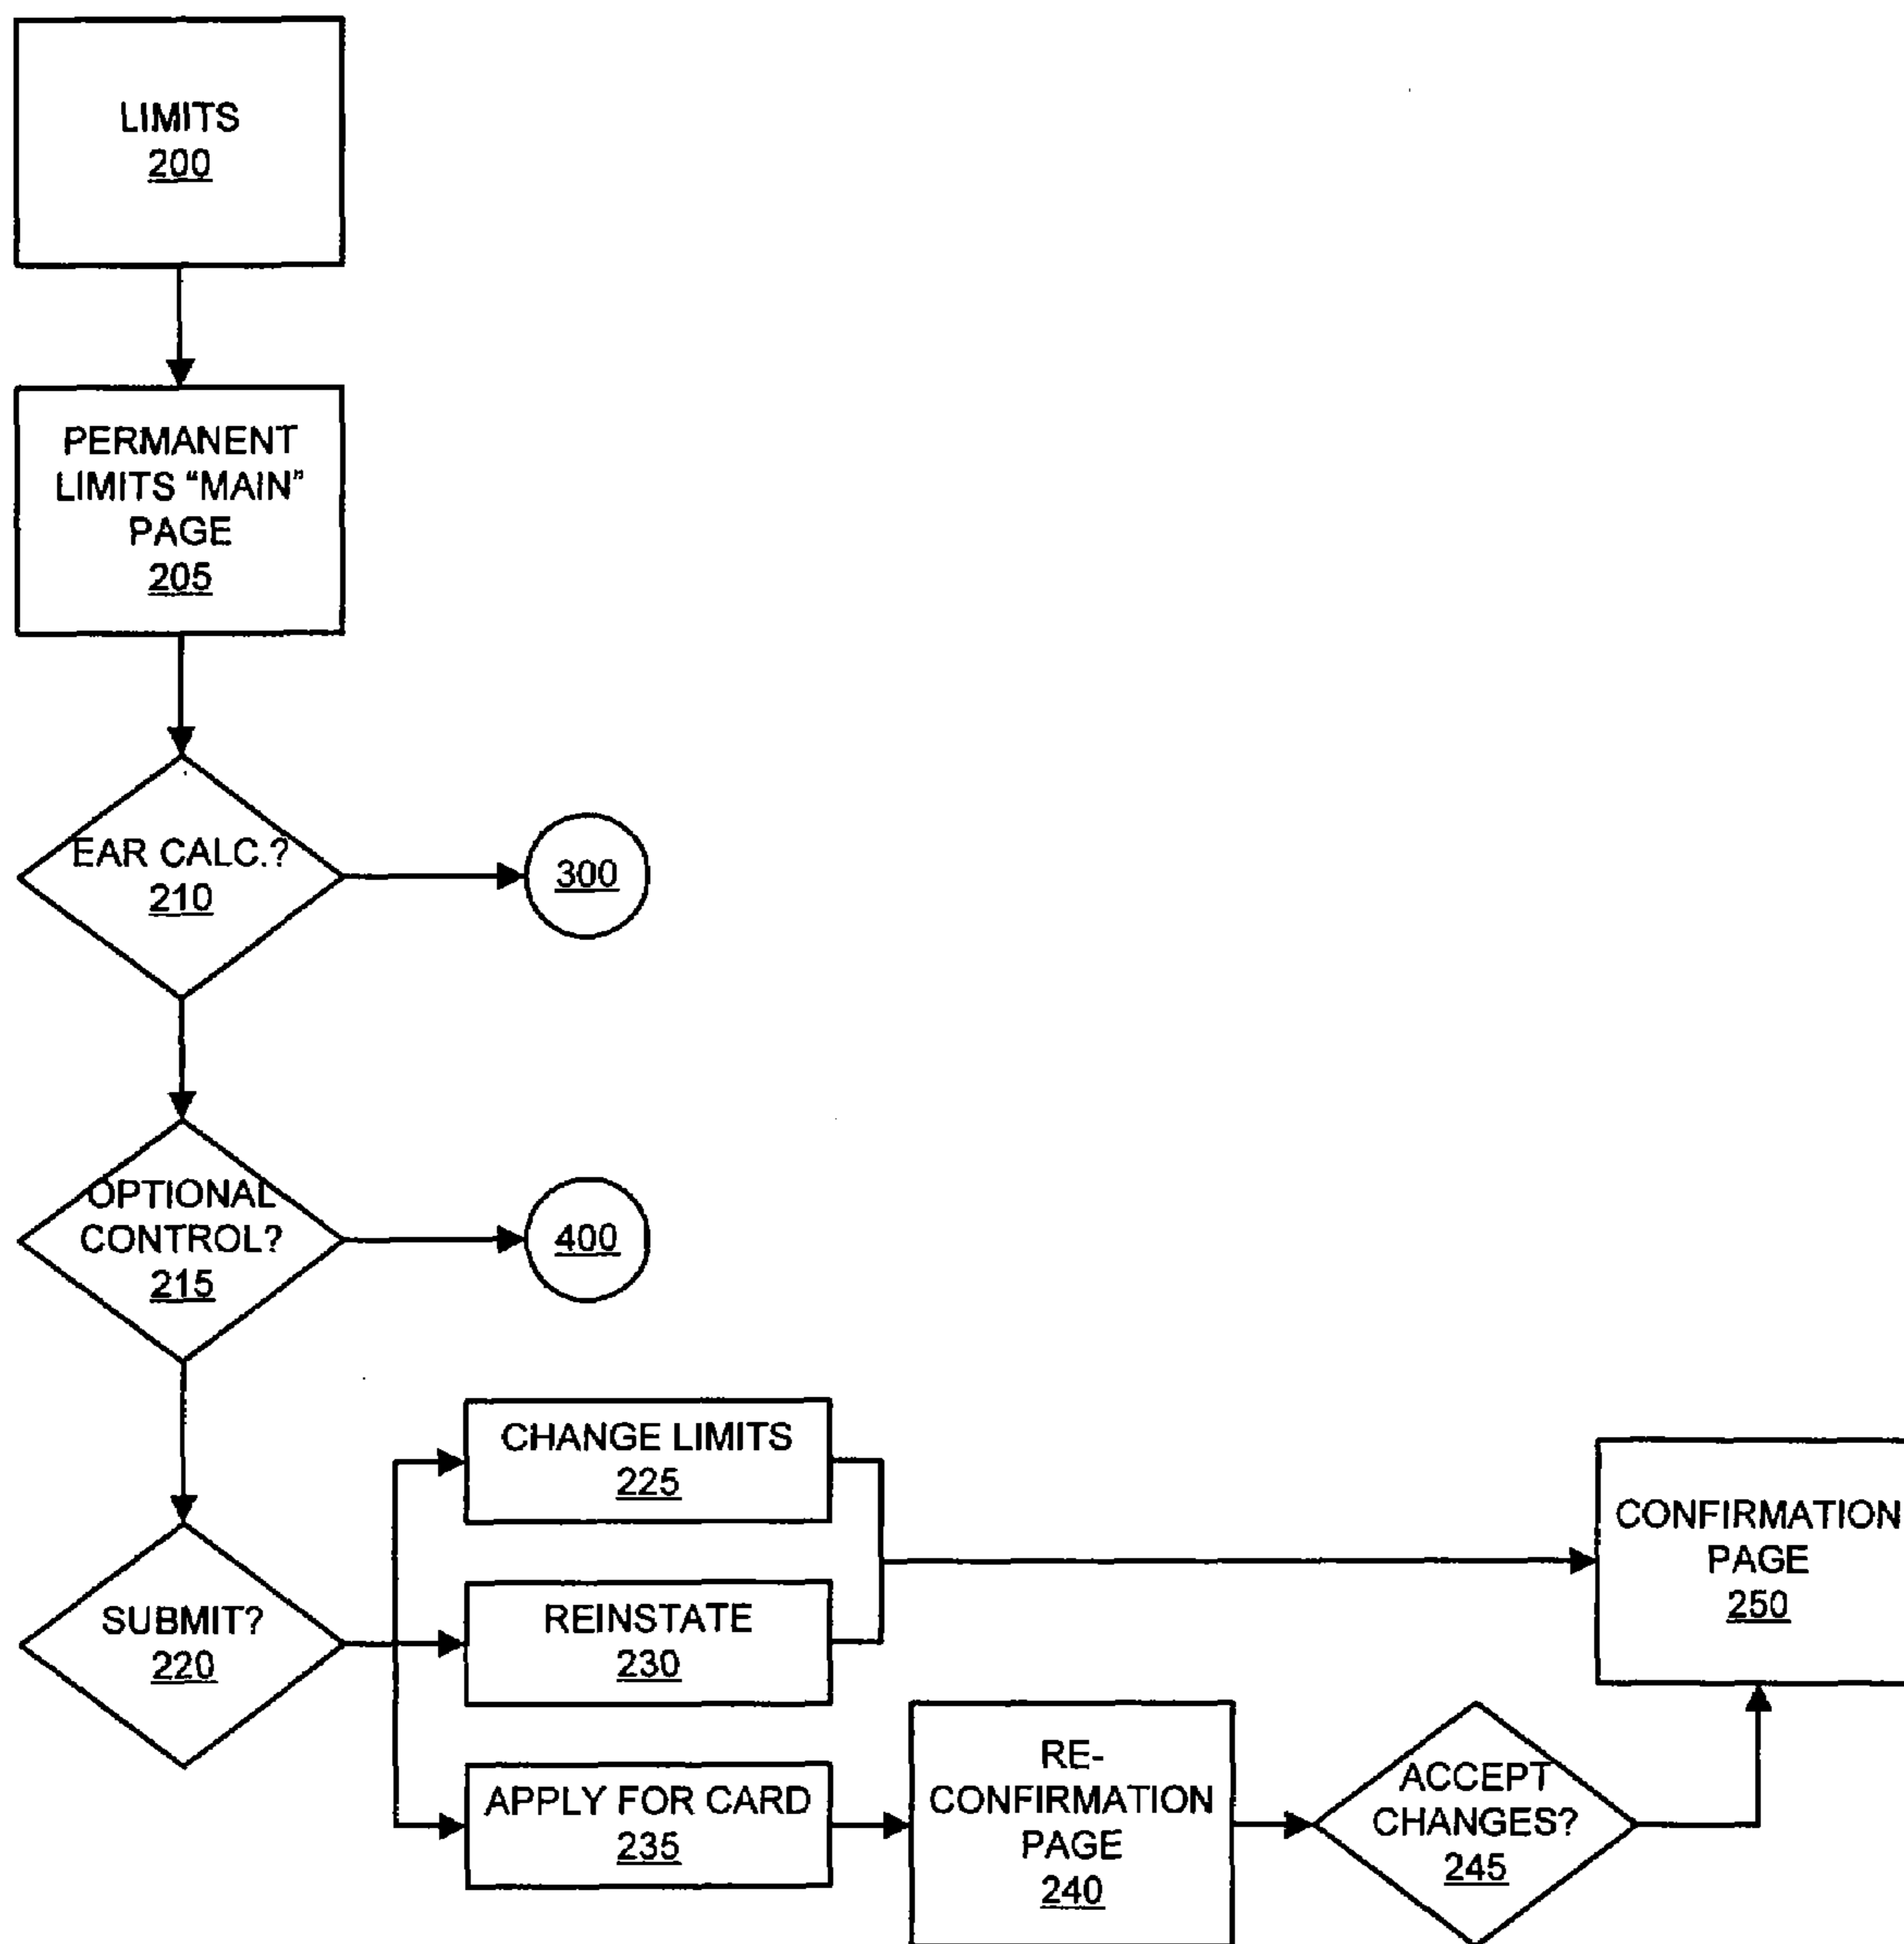 LIMITS
200
PERMANENT
LIMITS “MAIN”
PAGE
205
EAR CALC.?
210
300
OPTIONAL
CONTROL?
215
400
SUBMIT?
220
CHANGE LIMITS
225
REINSTATE
230
APPLY FOR CARD
235
RE-
CONFIRMATION
PAGE
240
ACCEPT
CHANGES?
245
CONFIRMATION
PAGE
250